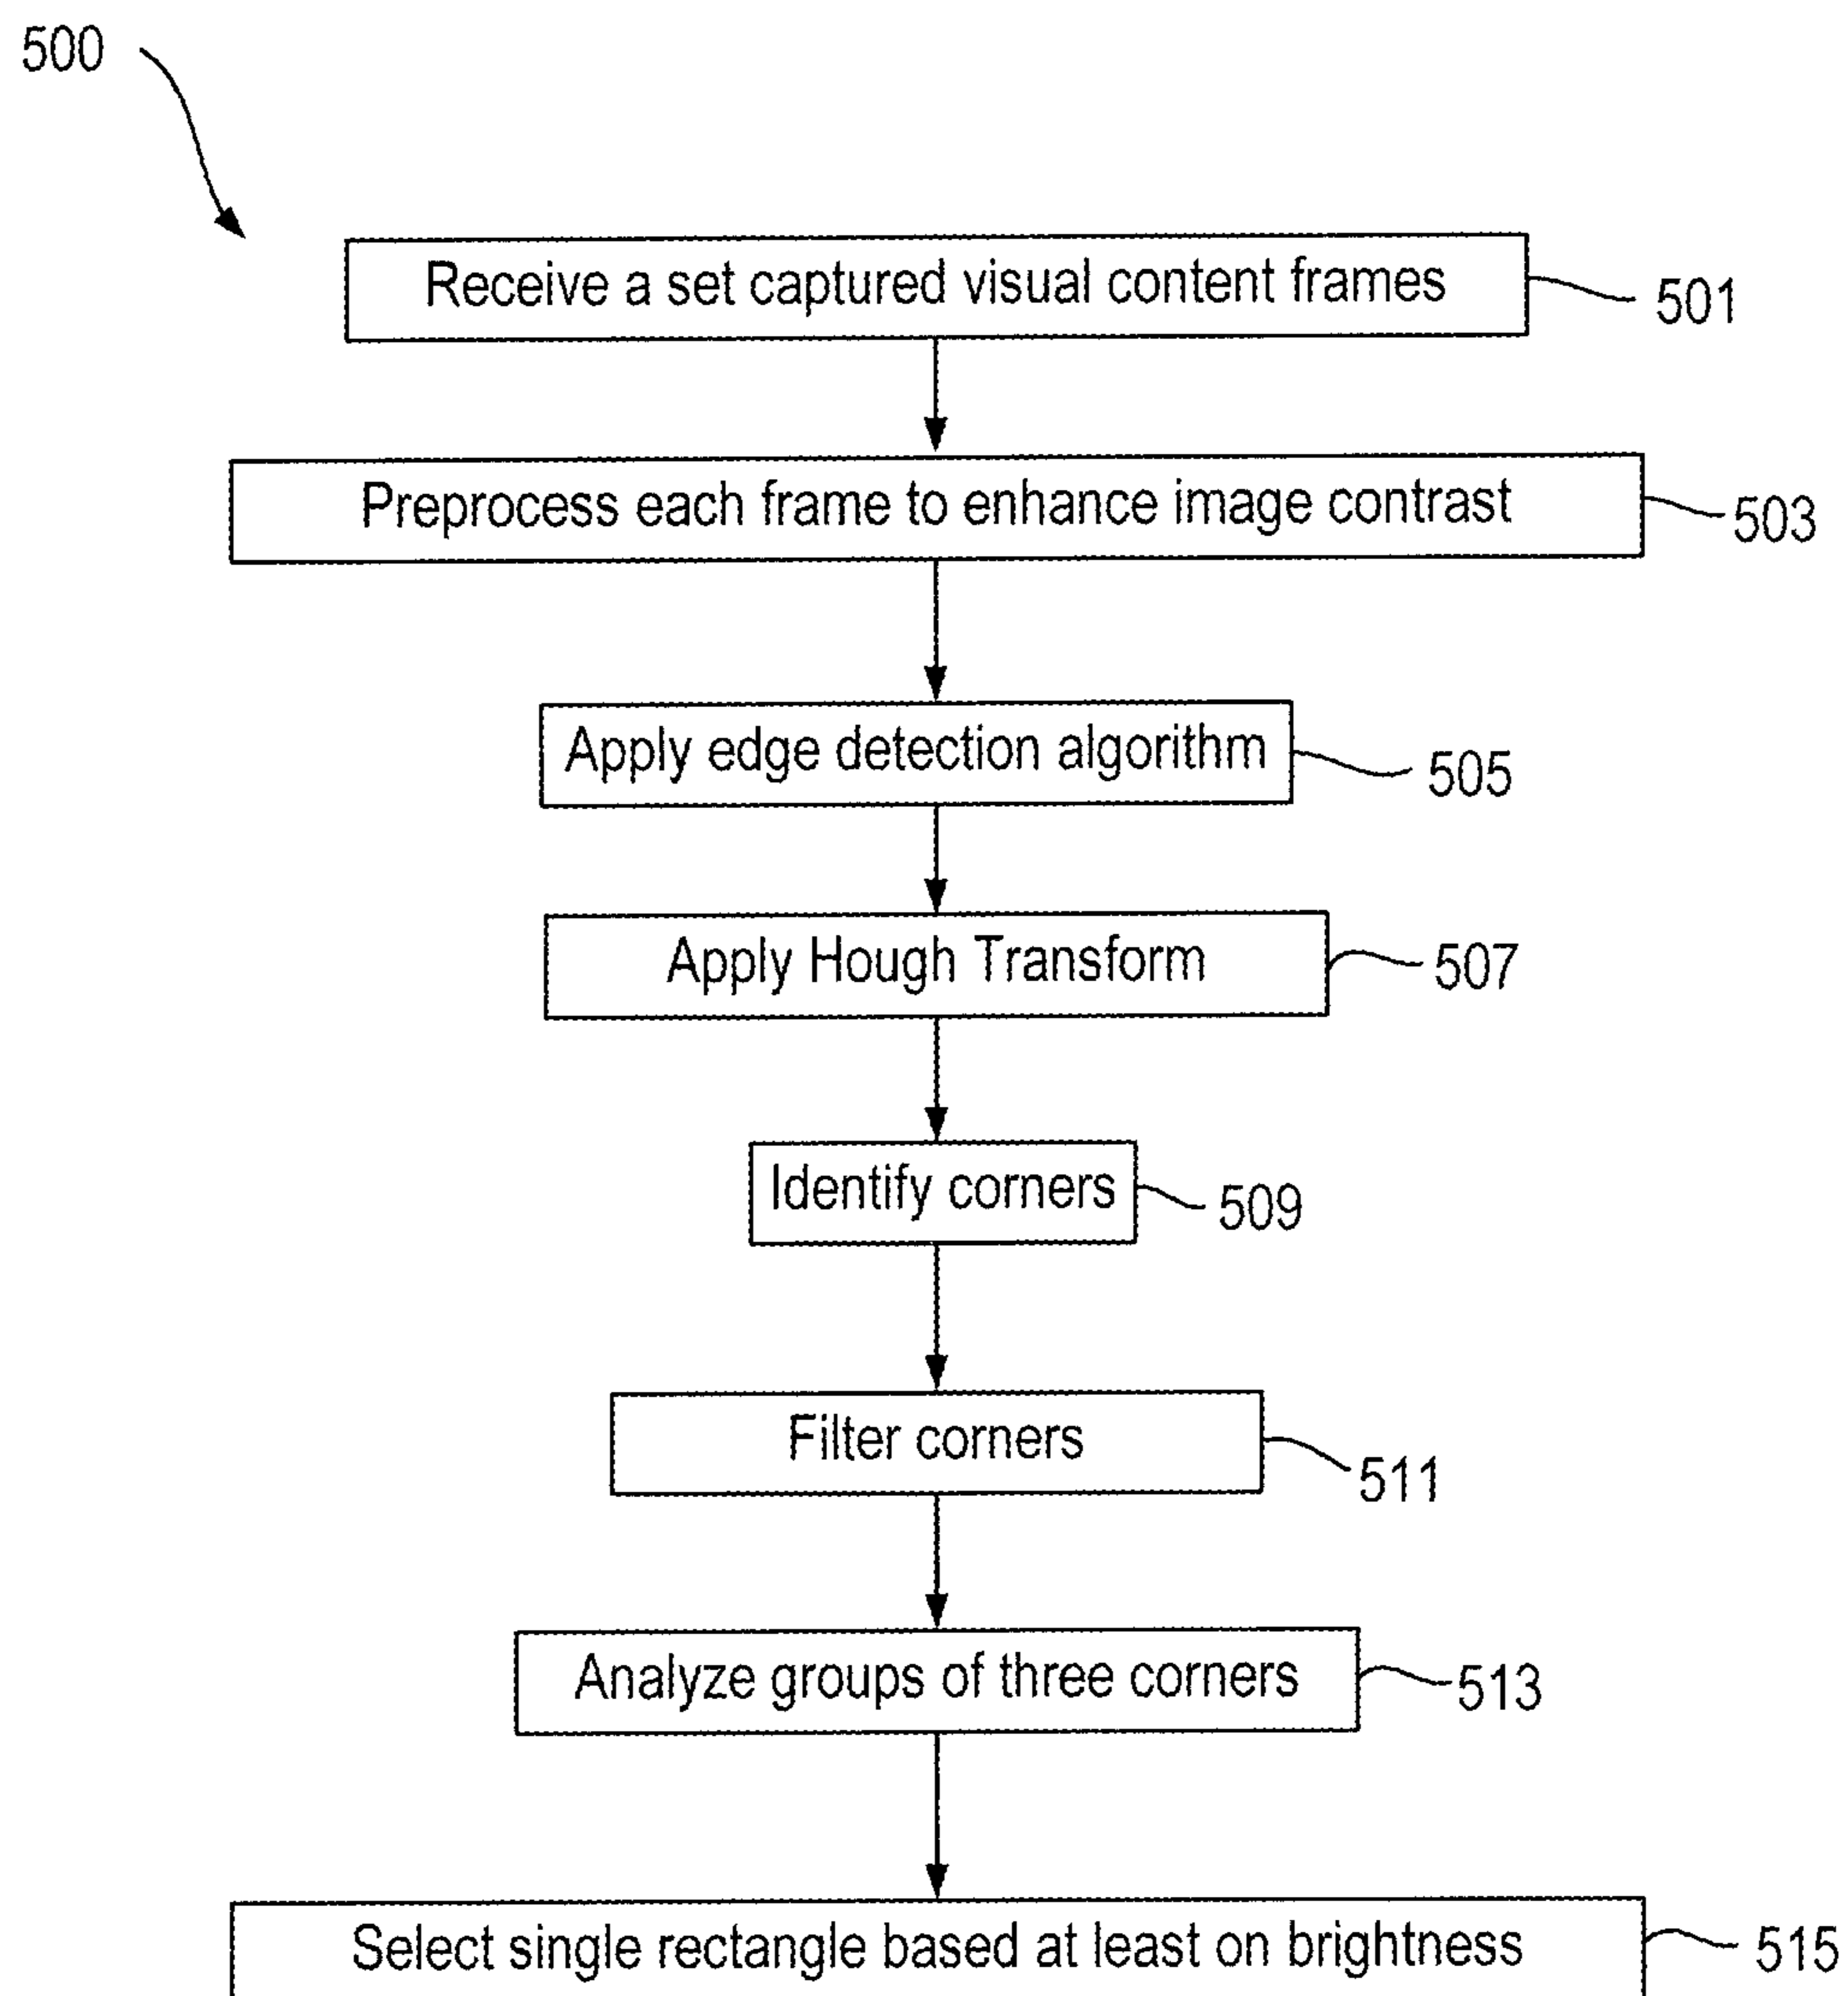 500
Receive a set captured visual content frames
501
Preprocess each frame to enhance image contrast
503
Apply edge detection algorithm
505
Apply Hough Transform
507
Identify corners
509
Filter corners
511
Analyze groups of three corners
513
Select single rectangle based at least on brightness
515